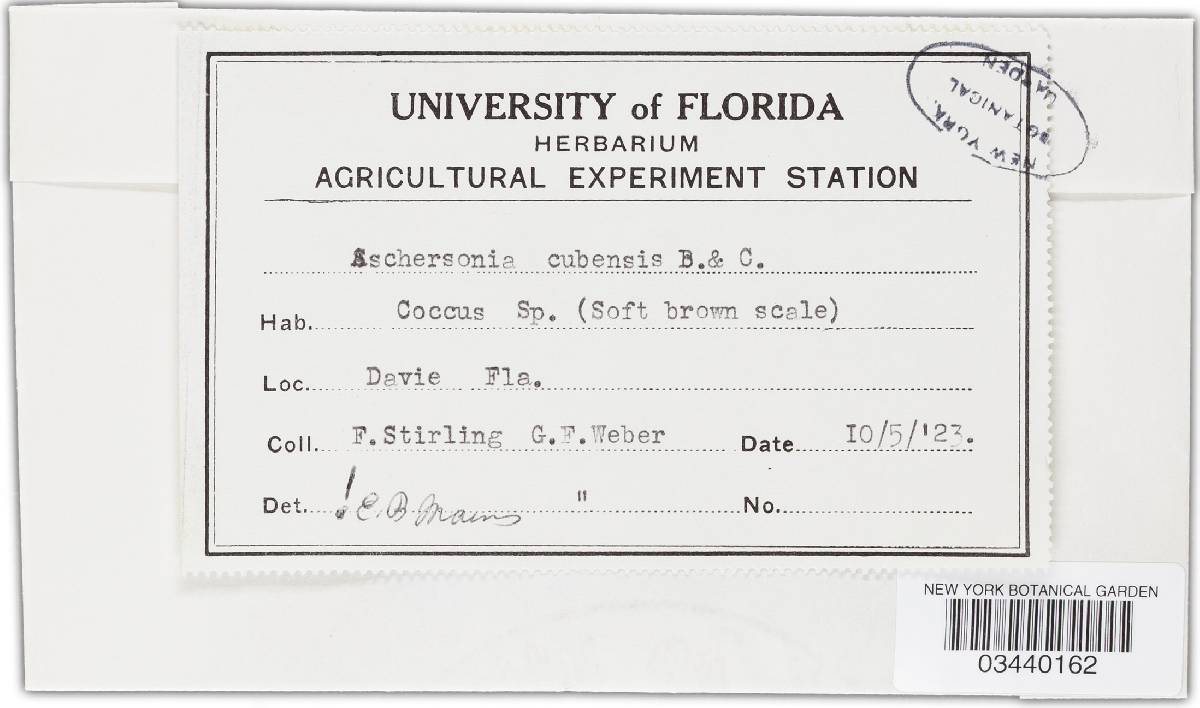 UNIVERSITY of FLORIDA
HERBARIUM
AGRICULTURAL EXPERIMENT STATION
NEW YORK
BOTANICAL
GARDEN
Aschersonia cubensis B.& C.
Hab. Coccus Sp. (Soft brown scale)
Loc. Davie Fla.
Coll. F.Stirling G.F.Weber Date 10/5/'23.
Det. ! E.B Mains " No.
NEW YORK BOTANICAL GARDEN
03440162